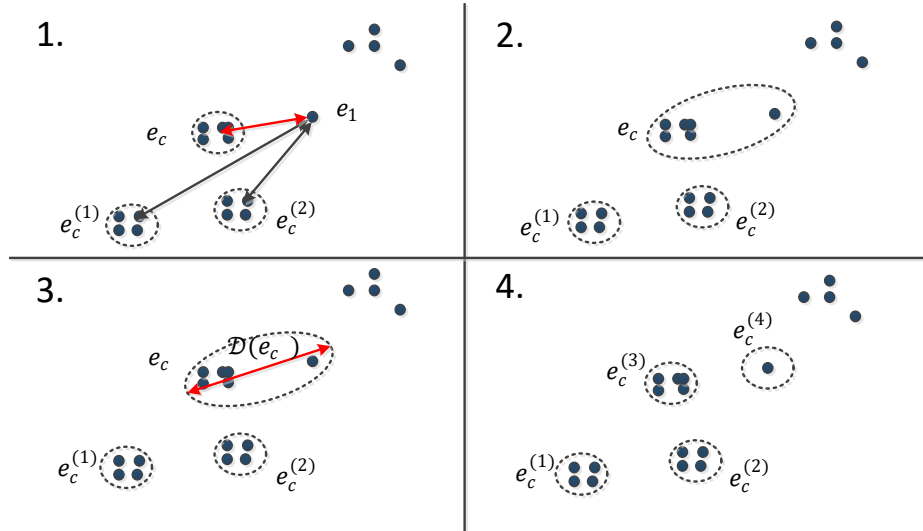 1.
e_c
e_1
e_c^{(1)}
e_c^{(2)}
2.
e_c
e_c^{(1)}
e_c^{(2)}
3.
e_c
D(e_c )
e_c^{(1)}
e_c^{(2)}
4.
e_c^{(4)}
e_c^{(3)}
e_c^{(1)}
e_c^{(2)}